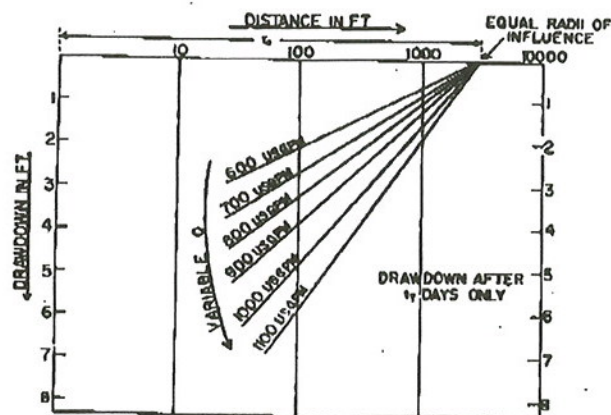 DISTANCE IN FT
EQUAL RADII OF
INFLUENCE
10 100 1000 10000
1
2
3
4
5
6
7
8
DRAWDOWN IN FT.
VARIABLE Q
600 USGPM
700 USGPM
800 USGPM
900 USGPM
1000 USGPM
1100 USGPM
DRAWDOWN AFTER
DAYS ONLY
1
2
3
4
5
6
7
8